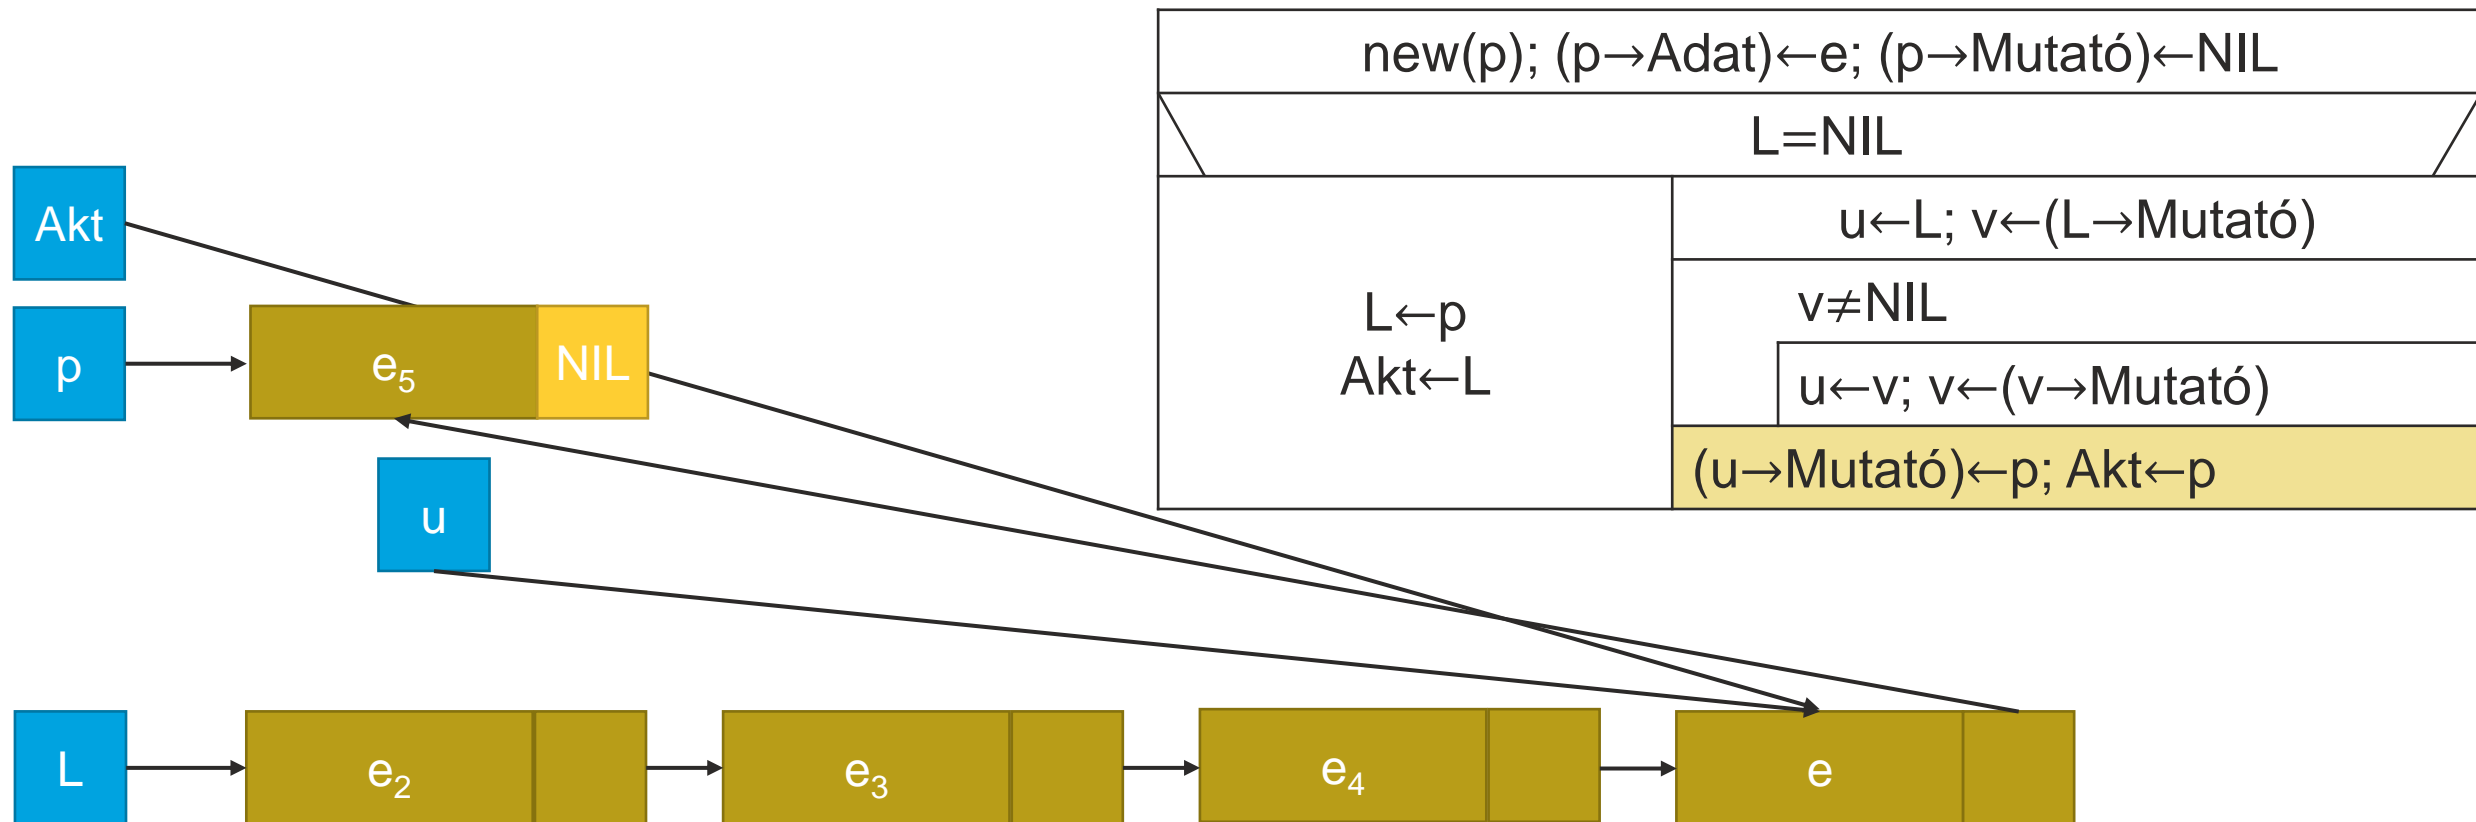 new(p); (p→Adat)←e; (p→Mutató)←NIL
L=NIL
L←p
Akt←L
u←L; v←(L→Mutató)
v≠NIL
u←v; v←(v→Mutató)
(u→Mutató)←p; Akt←p
Akt
p
e₅ NIL
u
L
e₂ e₃ e₄ e